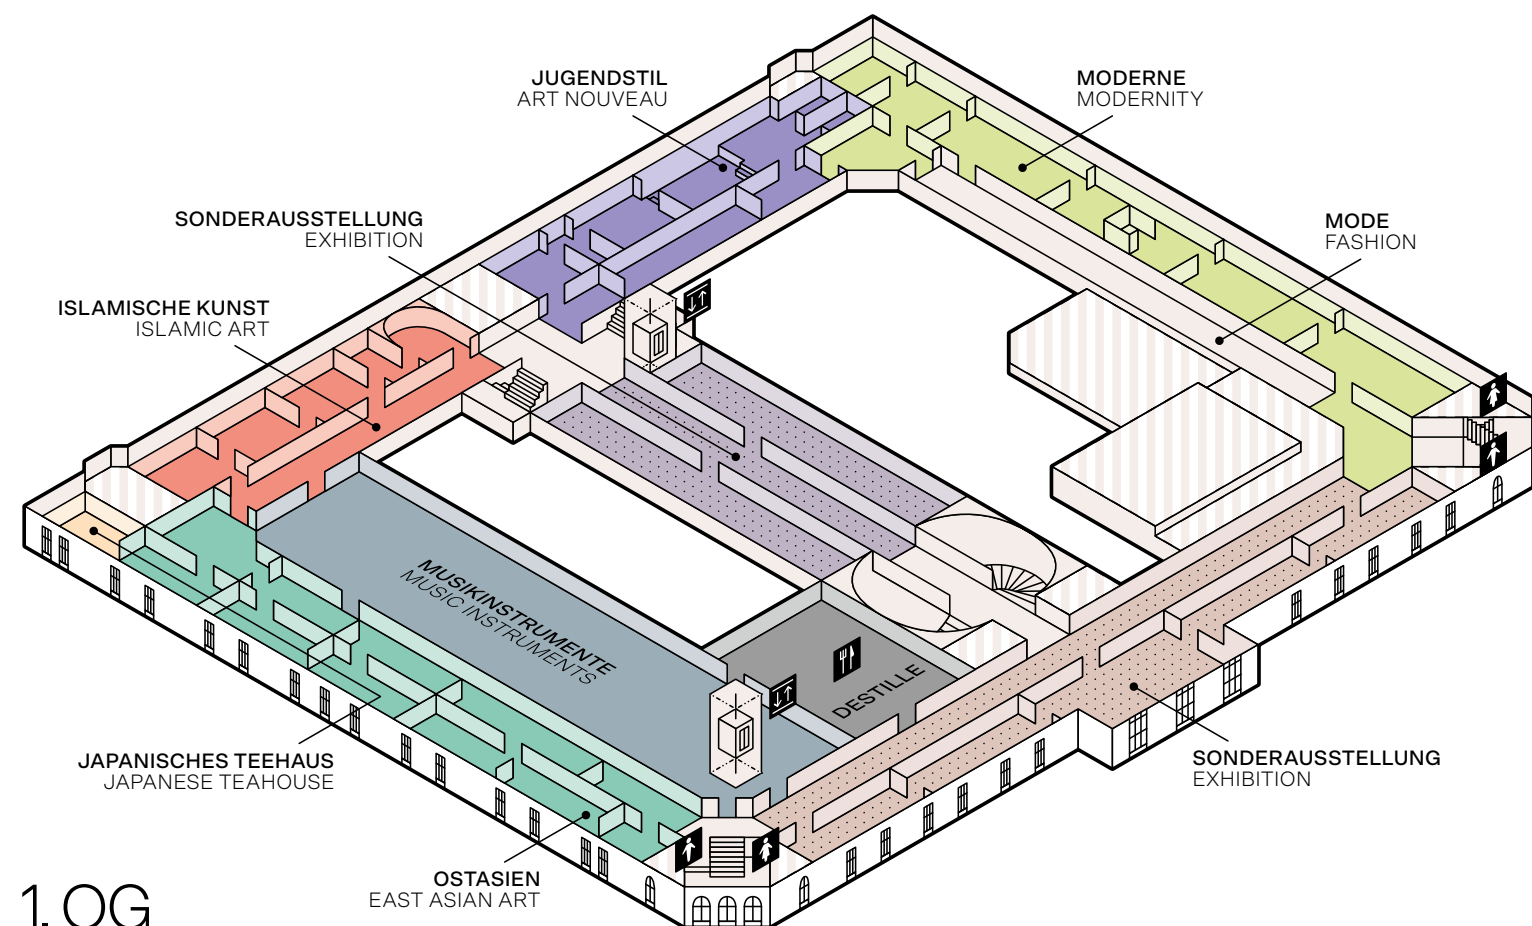 JUGENDSTIL
ART NOUVEAU
MODERNE
MODERNITY
SONDERAUSSTELLUNG
EXHIBITION
MODE
FASHION
ISLAMISCHE KUNST
ISLAMIC ART
MUSIKINSTRUMENTE
MUSIC INSTRUMENTS
DESTILLE
JAPANISCHES TEEHAUS
JAPANESE TEAHOUSE
SONDERAUSSTELLUNG
EXHIBITION
OSTASIEN
EAST ASIAN ART
1. OG